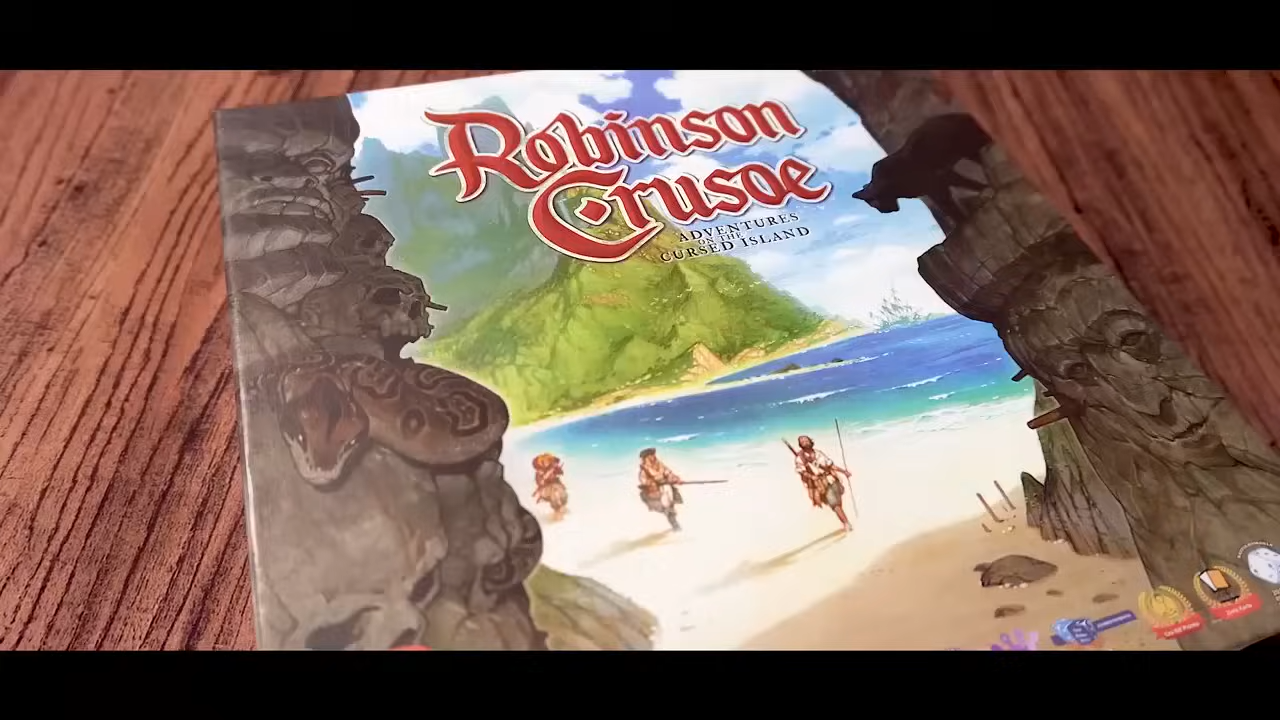 Robinson
Crusoe
ADVENTURES
ON THE
CURSED ISLAND